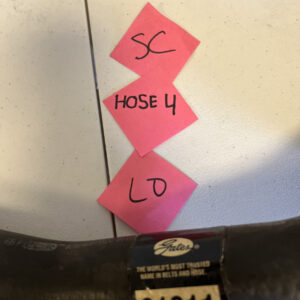 SC
HOSE 4
LO
Gates
THE WORLD'S MOST TRUSTED
NAME IN BELTS AND HOSE.